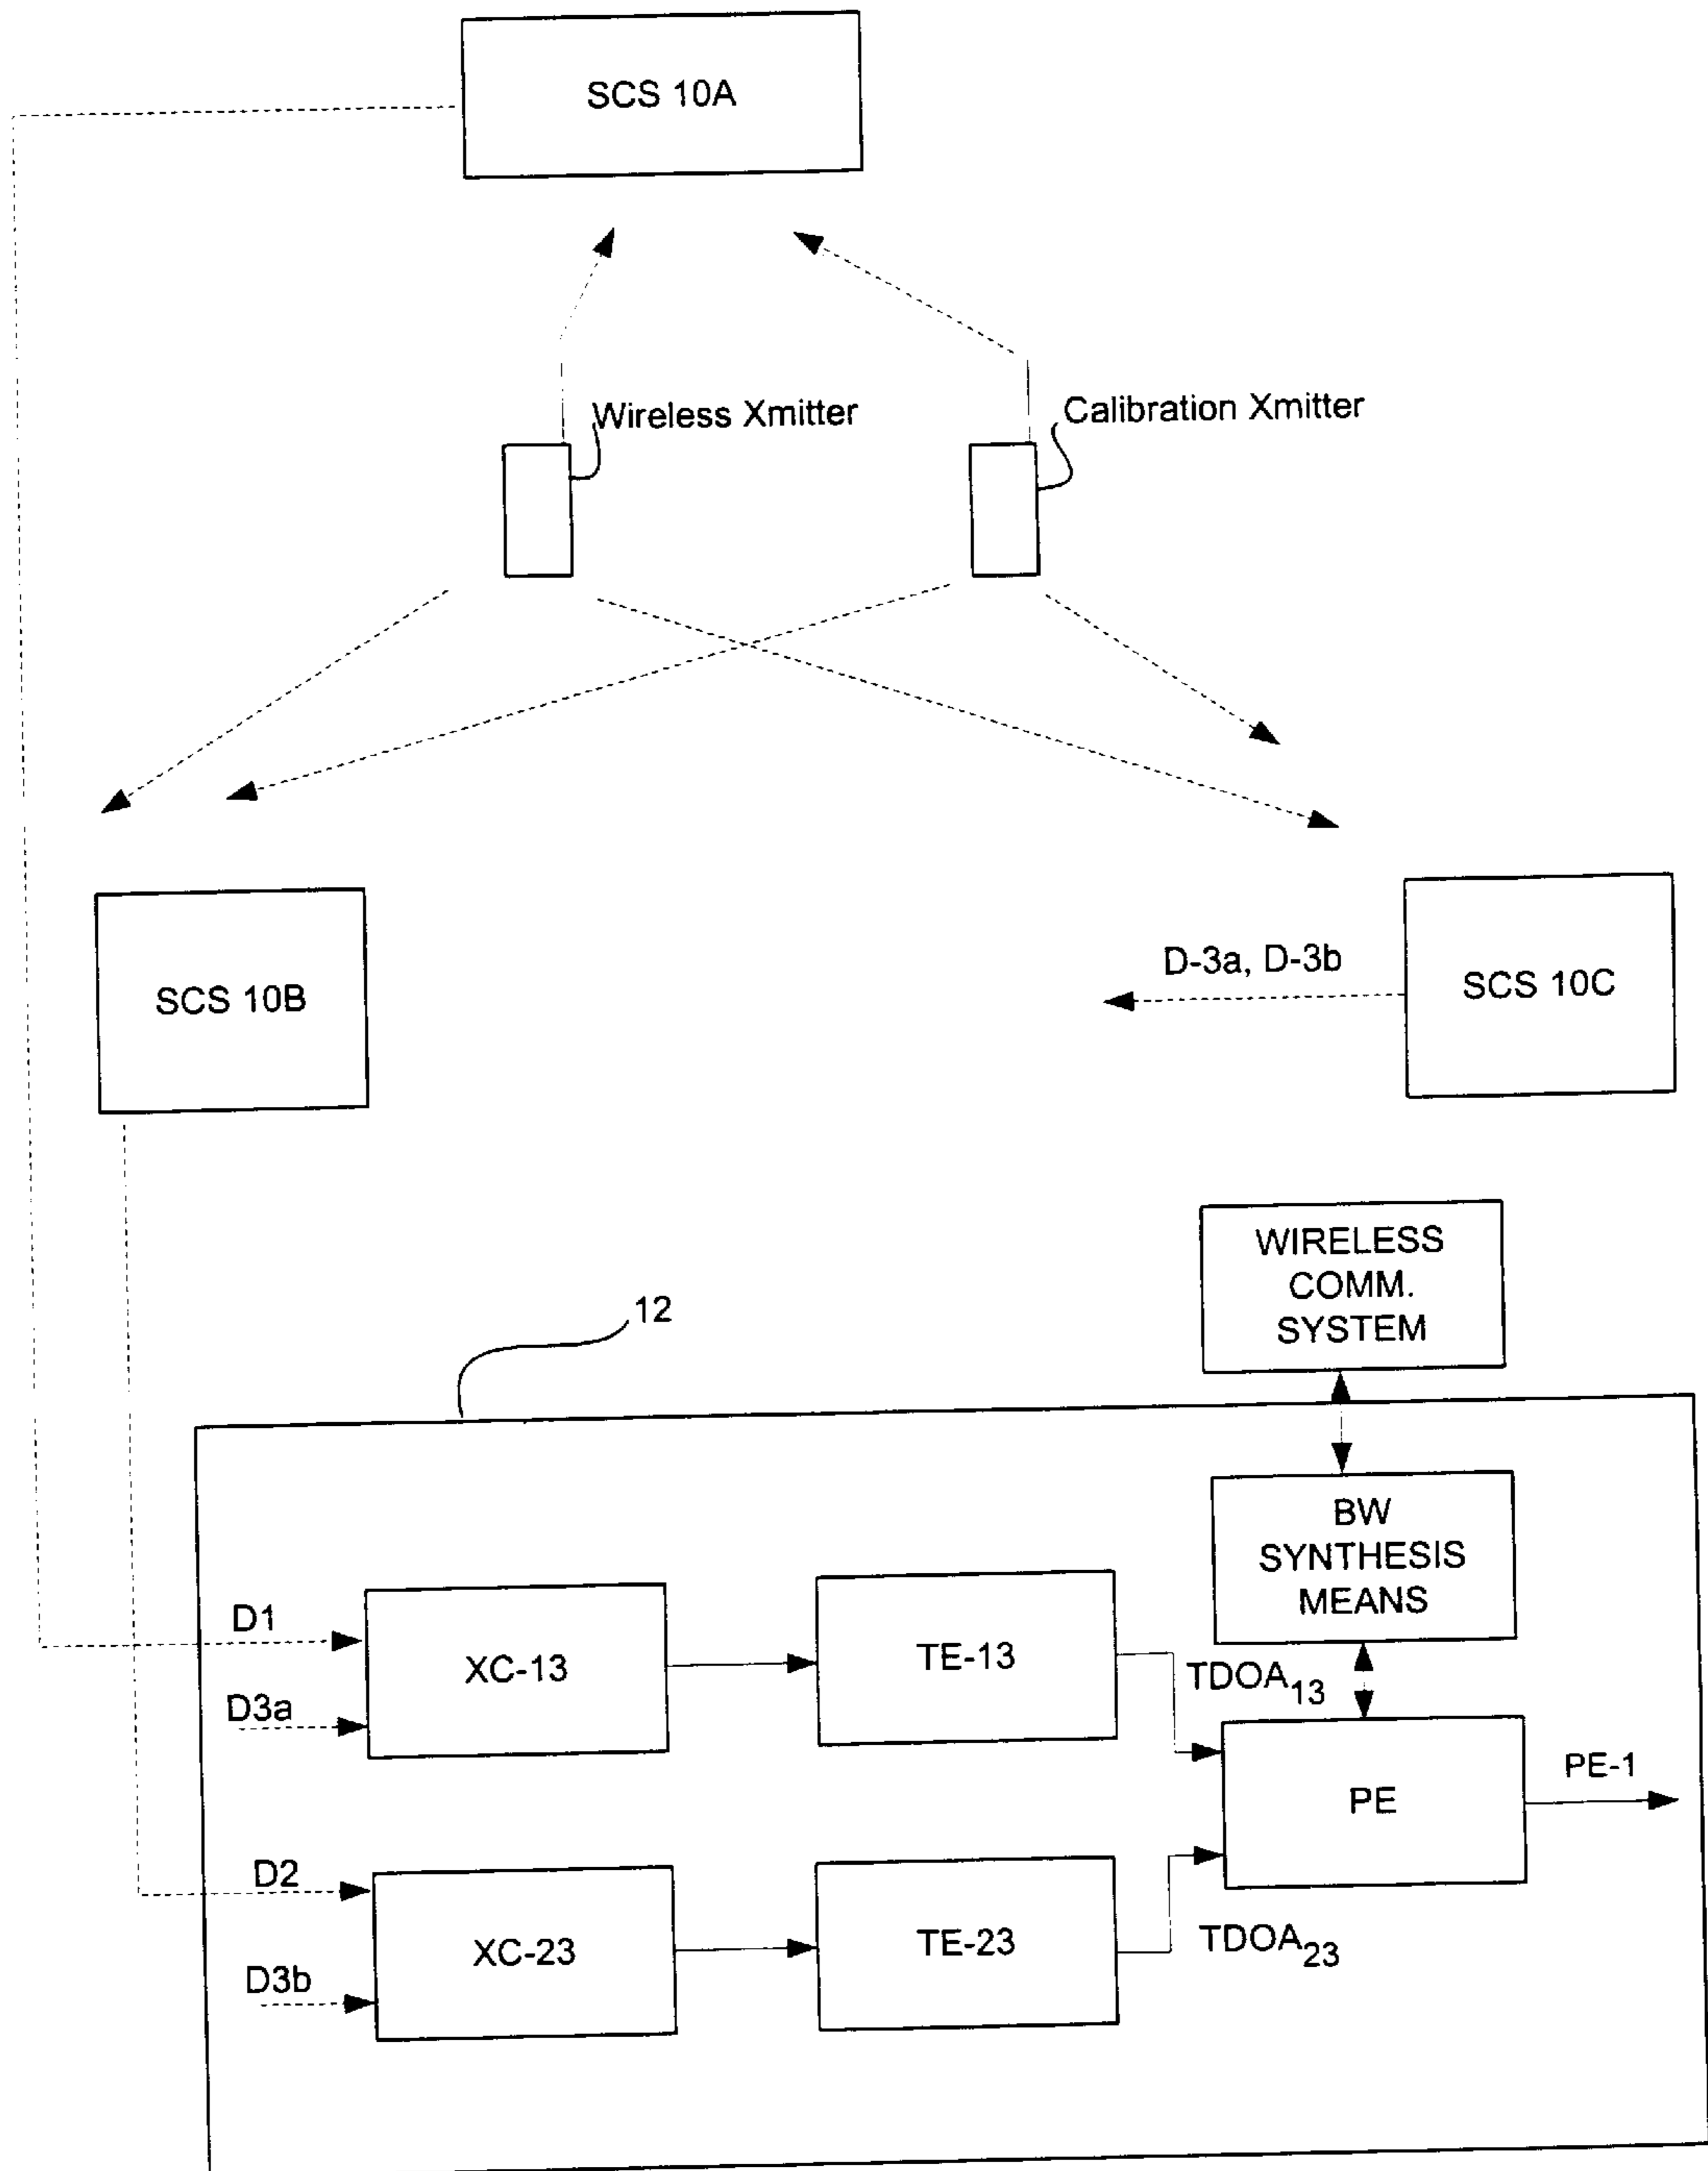 SCS 10A
Wireless Xmitter
Calibration Xmitter
SCS 10B
D-3a, D-3b
SCS 10C
WIRELESS
COMM.
SYSTEM
12
BW
SYNTHESIS
MEANS
D1
XC-13
TE-13
TDOA13
D3a
PE
PE-1
D2
XC-23
TE-23
TDOA23
D3b